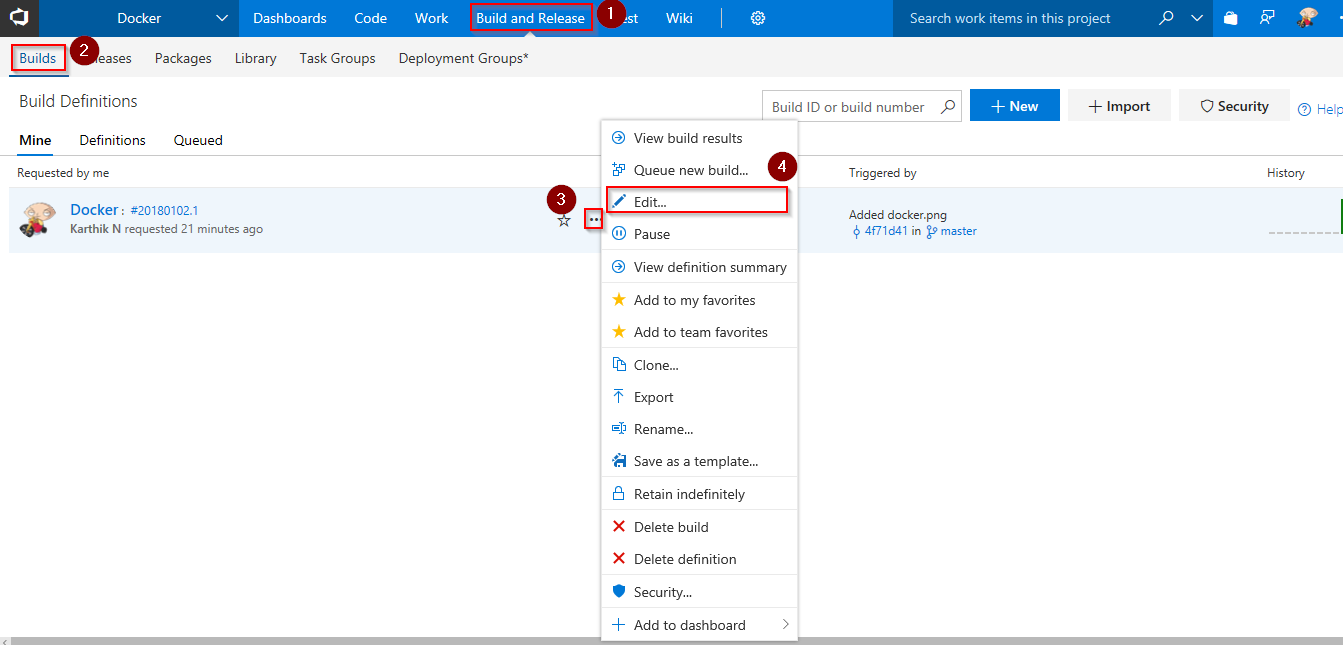 Docker Dashboards Code Work Build and Release 1 Wiki Search work items in this project
Builds 2 Packages Library Task Groups Deployment Groups*
Build Definitions
Build ID or build number New Import Security Help
Mine Definitions Queued
Requested by me Triggered by History
Docker : #20180102.1
Karthik N requested 21 minutes ago
3
Added docker.png
4f71d41 in master
View build results
Queue new build... 4
Edit...
Pause
View definition summary
Add to my favorites
Add to team favorites
Clone...
Export
Rename...
Save as a template...
Retain indefinitely
Delete build
Delete definition
Security...
Add to dashboard